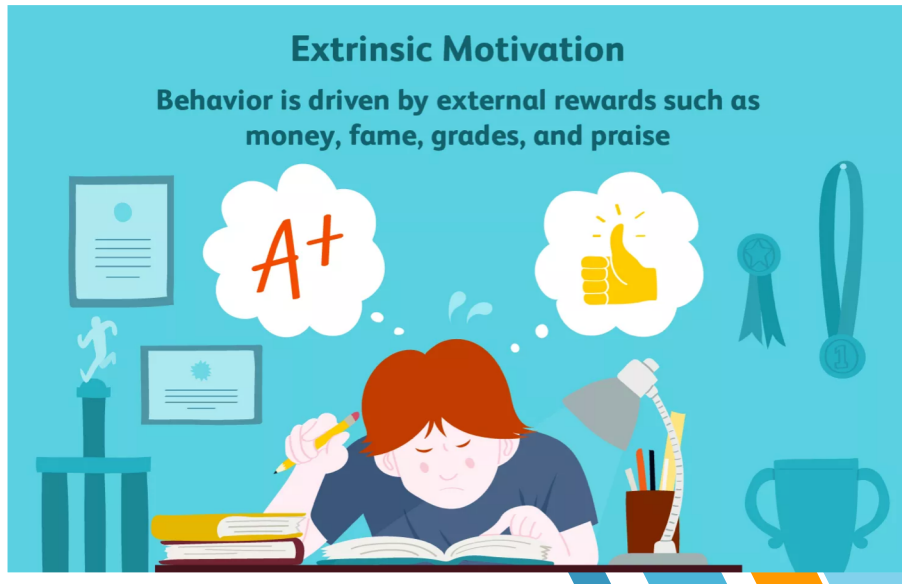 Extrinsic Motivation
Behavior is driven by external rewards such as
money, fame, grades, and praise
A+
1